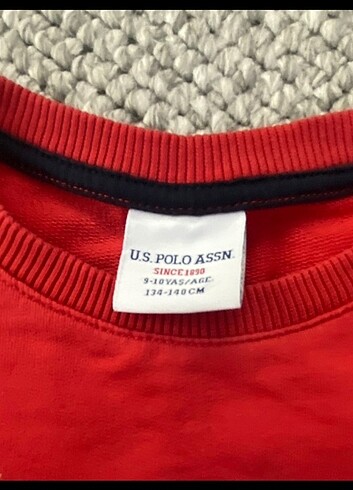 U.S. POLO ASSN.
SINCE 1890
9-10 YAS/AGE
134-140 CM